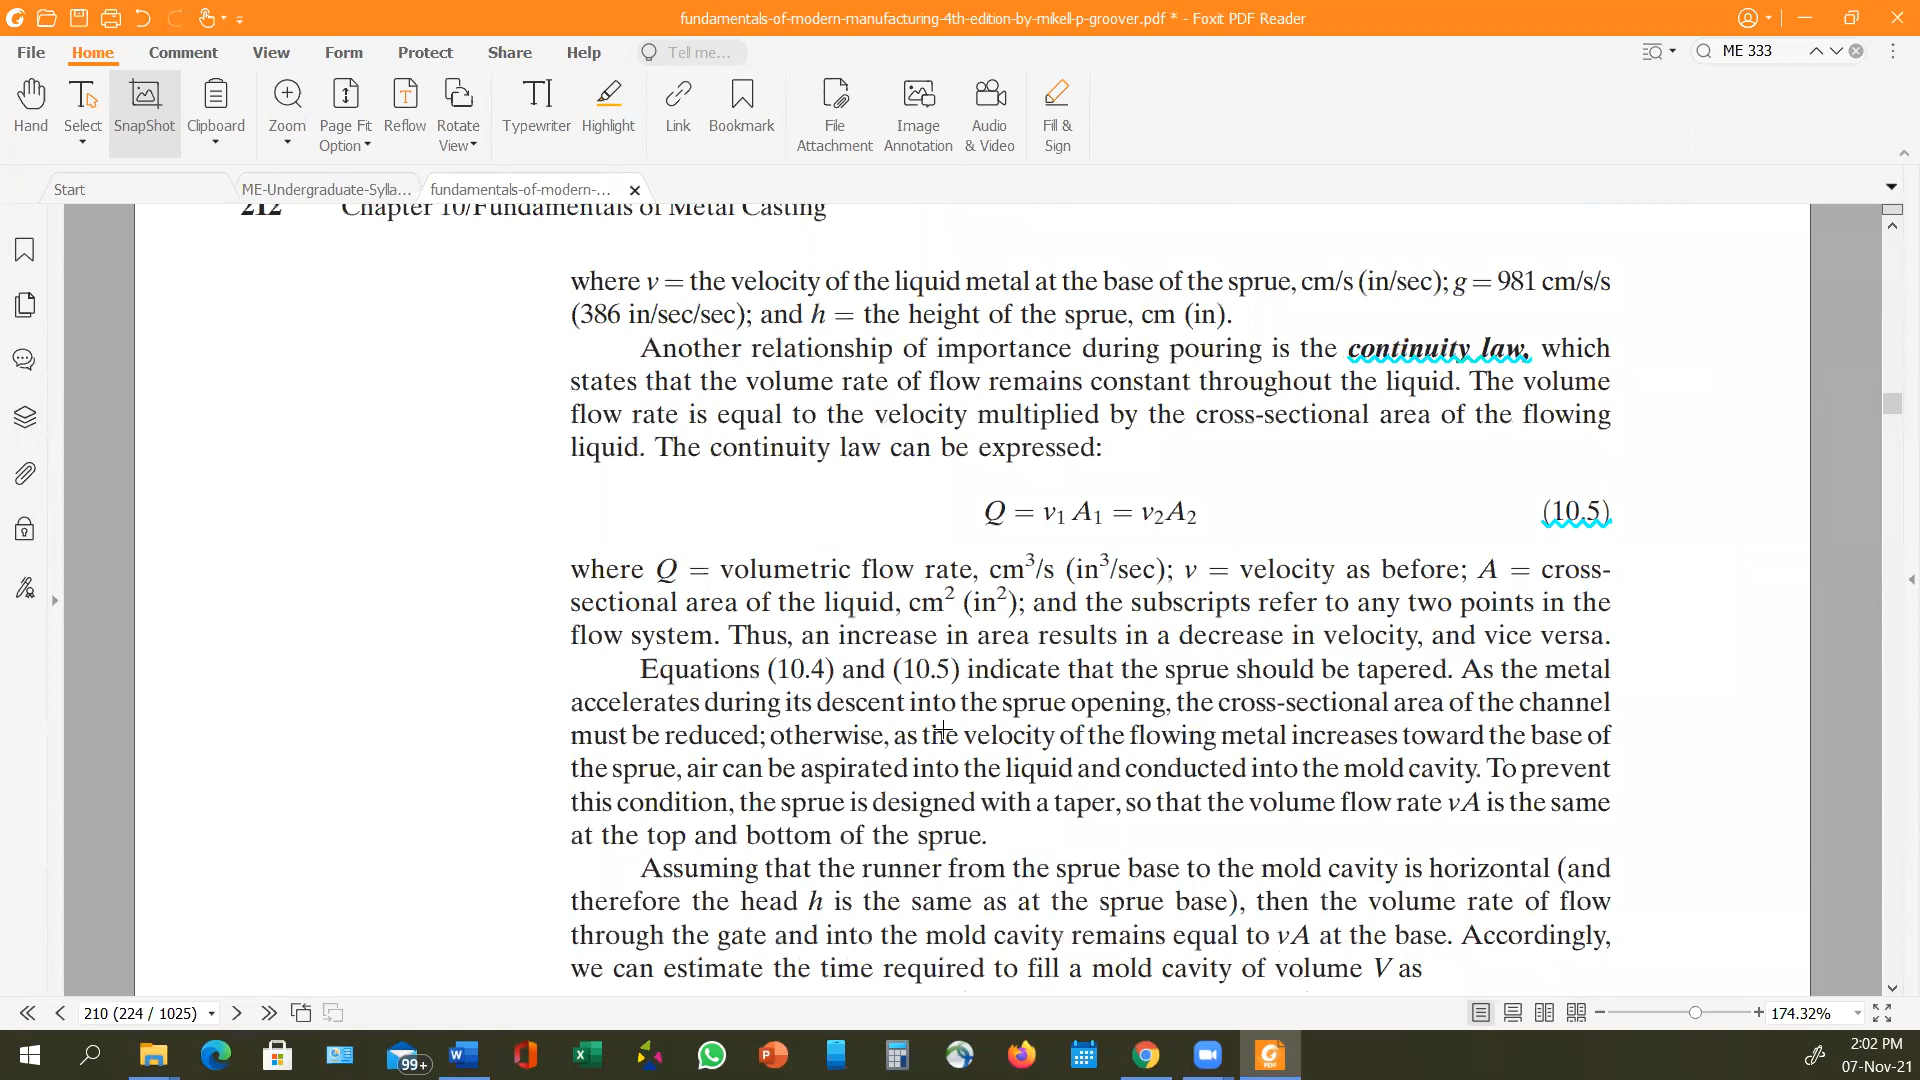 fundamentals-of-modern-manufacturing-4th-edition-by-mikell-p-groover.pdf * - Foxit PDF Reader
File Home Comment View Form Protect Share Help Tell me... ME 333
Hand Select SnapShot Clipboard Zoom Page Fit Option Reflow Rotate View Typewriter Highlight Link Bookmark File Attachment Image Annotation Audio & Video Fill & Sign
Start ME-Undergraduate-Sylla... fundamentals-of-modern-...
212 Chapter 10/Fundamentals of Metal Casting
where v = the velocity of the liquid metal at the base of the sprue, cm/s (in/sec); g = 981 cm/s/s
(386 in/sec/sec); and h = the height of the sprue, cm (in).
Another relationship of importance during pouring is the continuity law, which
states that the volume rate of flow remains constant throughout the liquid. The volume
flow rate is equal to the velocity multiplied by the cross-sectional area of the flowing
liquid. The continuity law can be expressed:
Q = v₁ A₁ = v₂A₂ (10.5)
where Q = volumetric flow rate, cm³/s (in³/sec); v = velocity as before; A = cross-
sectional area of the liquid, cm² (in²); and the subscripts refer to any two points in the
flow system. Thus, an increase in area results in a decrease in velocity, and vice versa.
Equations (10.4) and (10.5) indicate that the sprue should be tapered. As the metal
accelerates during its descent into the sprue opening, the cross-sectional area of the channel
must be reduced; otherwise, as the velocity of the flowing metal increases toward the base of
the sprue, air can be aspirated into the liquid and conducted into the mold cavity. To prevent
this condition, the sprue is designed with a taper, so that the volume flow rate vA is the same
at the top and bottom of the sprue.
Assuming that the runner from the sprue base to the mold cavity is horizontal (and
therefore the head h is the same as at the sprue base), then the volume rate of flow
through the gate and into the mold cavity remains equal to vA at the base. Accordingly,
we can estimate the time required to fill a mold cavity of volume V as
210 (224 / 1025) 174.32%
99+ 2:02 PM
07-Nov-21